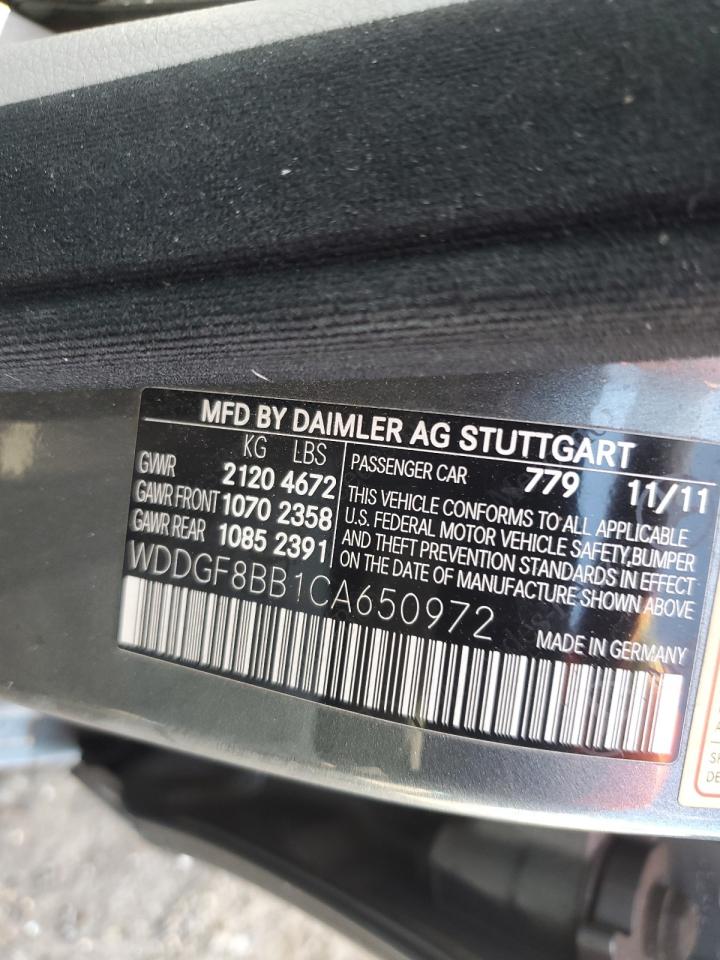 MFD BY DAIMLER AG STUTTGART
KG LBS
GVWR 2120 4672
GAWR FRONT 1070 2358
GAWR REAR 1085 2391
PASSENGER CAR 779 11/11
THIS VEHICLE CONFORMS TO ALL APPLICABLE
U.S. FEDERAL MOTOR VEHICLE SAFETY,BUMPER
AND THEFT PREVENTION STANDARDS IN EFFECT
ON THE DATE OF MANUFACTURE SHOWN ABOVE
WDDGF8BB1CA650972
MADE IN GERMANY